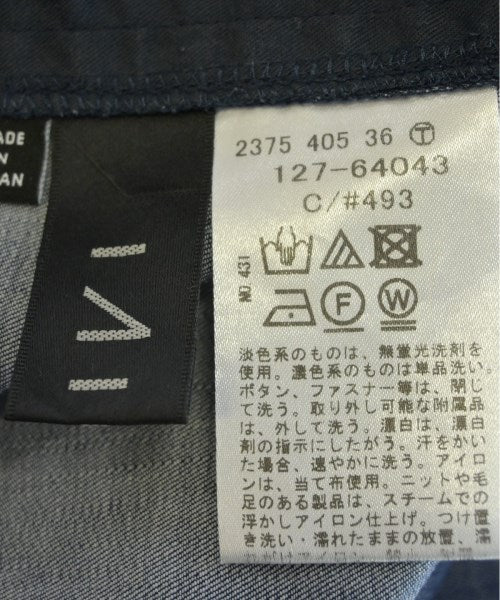 ADE
N
AN
2375 405 36 Ⓣ
127-64043
C/#493
NO 431
F
W
淡色系のものは、無蛍光洗剤を
使用。濃色系のものは単品洗い。
ボタン、ファスナー等は、閉じ
て洗う。取り外し可能な附属品
は、外して洗う。漂白は、漂白
剤の指示にしたがう。汗をかい
た場合、速やかに洗う。アイロ
ンは、当て布使用。ニットや毛
足のある製品は、スチームでの
浮かしアイロン仕上げ。つけ置
き洗い・濡れたままの放置、濡